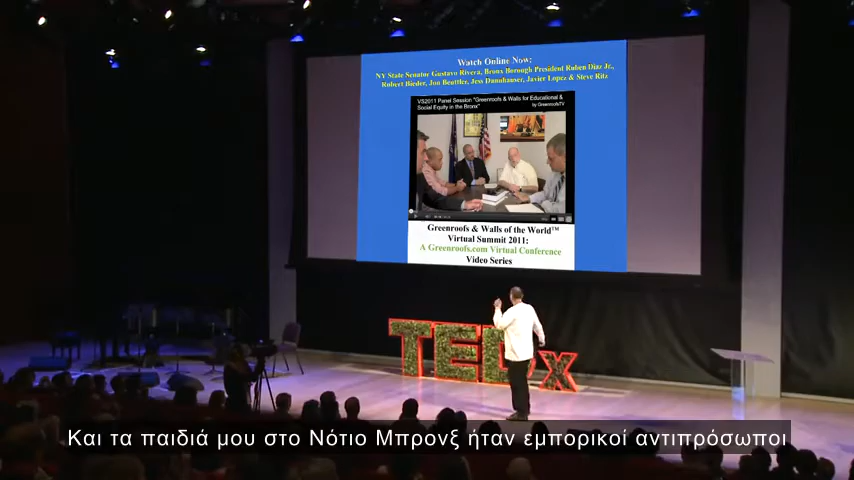 Watch Online Now:
NY State Senator Gustavo Rivera, Bronx Borough President Ruben Diaz Jr.,
Robert Bieder, Jon Beuttler, Jess Dannhauser, Javier Lopez & Steve Ritz
VS2011 Panel Session "Greenroofs & Walls for Educational &
Social Equity in the Bronx"
by GreenroofsTV
Greenroofs & Walls of the World™
Virtual Summit 2011:
A Greenroofs.com Virtual Conference
Video Series
TEDx
Και τα παιδιά μου στο Νότιο Μπρονξ ήταν εμπορικοί αντιπρόσωποι